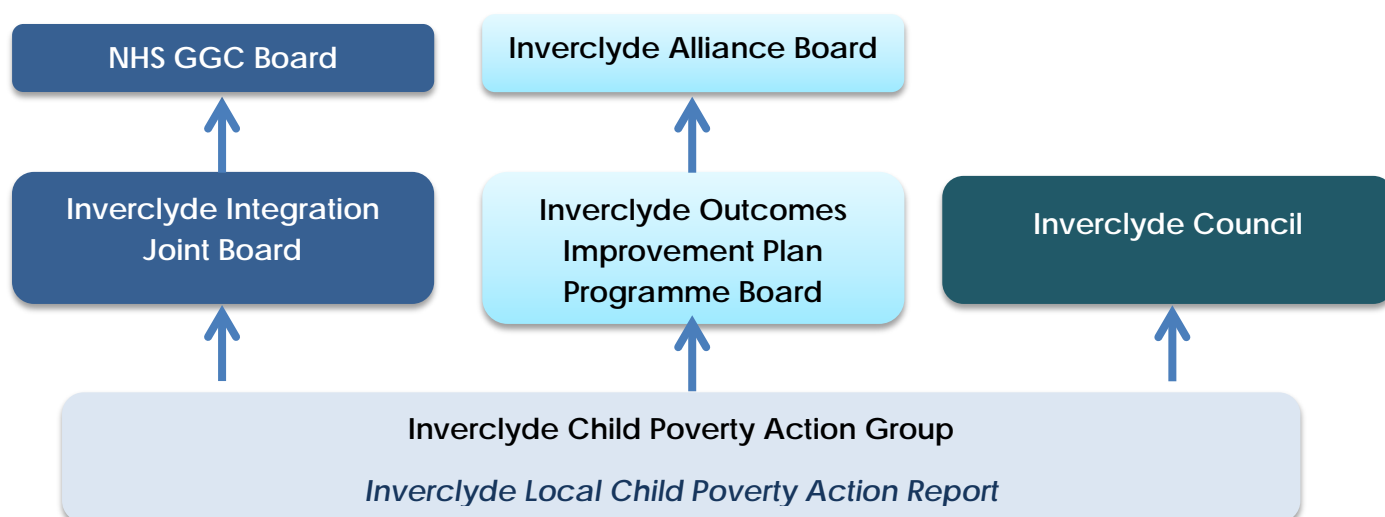 NHS GGC Board
Inverclyde Alliance Board
Inverclyde Integration
Joint Board
Inverclyde Outcomes
Improvement Plan
Programme Board
Inverclyde Council
Inverclyde Child Poverty Action Group
Inverclyde Local Child Poverty Action Report